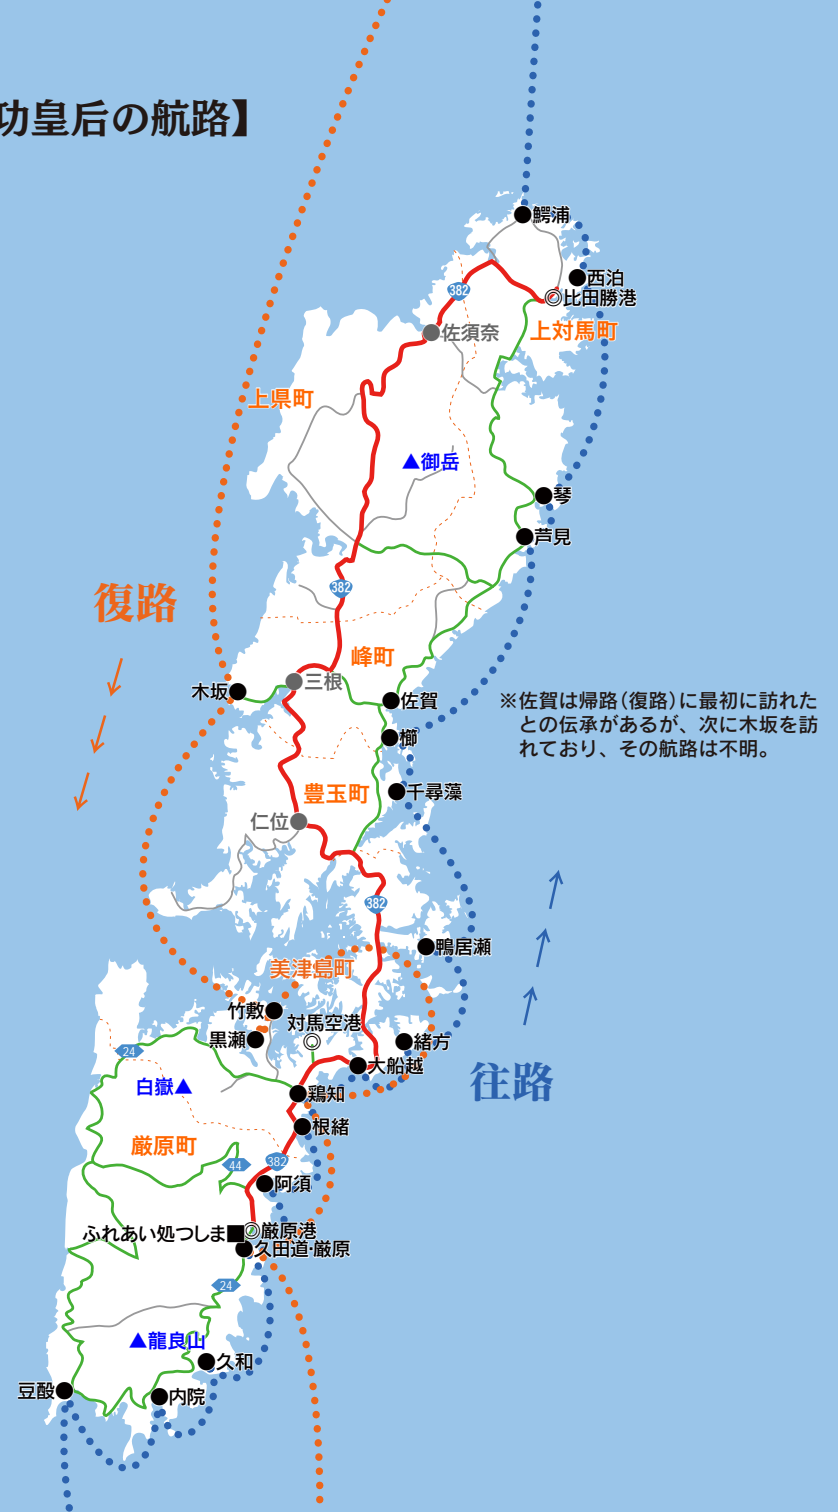 功皇后の航路】
鰐浦
西泊
比田勝港
382
佐須奈
上対馬町
上県町
御岳
琴
芦見
382
復路
峰町
三根
木坂
佐賀
※佐賀は帰路（復路）に最初に訪れた
との伝承があるが、次に木坂を訪
れており、その航路は不明。
櫛
豊玉町
千尋藻
仁位
382
鴨居瀬
美津島町
竹敷
対馬空港
黒瀬
緒方
24
大船越
往路
白嶽
鶏知
根緒
厳原町
382
44
阿須
ふれあい処つしま
厳原港
久田道・厳原
24
龍良山
久和
豆酘
内院